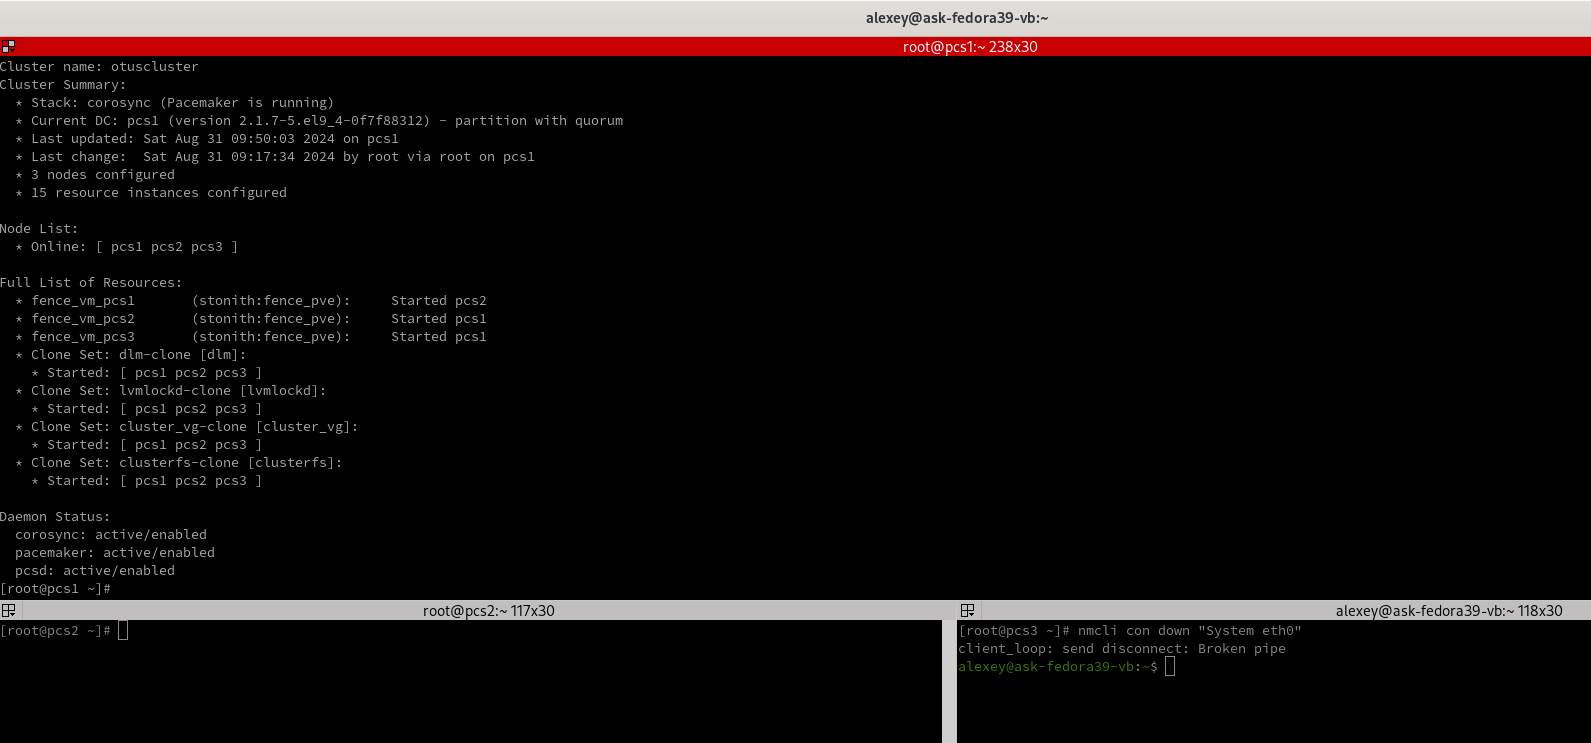 alexey@ask-fedora39-vb:~
root@pcs1:~ 238x30
Cluster name: otuscluster
Cluster Summary:
  * Stack: corosync (Pacemaker is running)
  * Current DC: pcs1 (version 2.1.7-5.el9_4-0f7f88312) - partition with quorum
  * Last updated: Sat Aug 31 09:50:03 2024 on pcs1
  * Last change:  Sat Aug 31 09:17:34 2024 by root via root on pcs1
  * 3 nodes configured
  * 15 resource instances configured

Node List:
  * Online: [ pcs1 pcs2 pcs3 ]

Full List of Resources:
  * fence_vm_pcs1       (stonith:fence_pve):     Started pcs2
  * fence_vm_pcs2       (stonith:fence_pve):     Started pcs1
  * fence_vm_pcs3       (stonith:fence_pve):     Started pcs1
  * Clone Set: dlm-clone [dlm]:
    * Started: [ pcs1 pcs2 pcs3 ]
  * Clone Set: lvmlockd-clone [lvmlockd]:
    * Started: [ pcs1 pcs2 pcs3 ]
  * Clone Set: cluster_vg-clone [cluster_vg]:
    * Started: [ pcs1 pcs2 pcs3 ]
  * Clone Set: clusterfs-clone [clusterfs]:
    * Started: [ pcs1 pcs2 pcs3 ]

Daemon Status:
  corosync: active/enabled
  pacemaker: active/enabled
  pcsd: active/enabled
[root@pcs1 ~]#
root@pcs2:~ 117x30
[root@pcs2 ~]#
alexey@ask-fedora39-vb:~ 118x30
[root@pcs3 ~]# nmcli con down "System eth0"
client_loop: send disconnect: Broken pipe
alexey@ask-fedora39-vb:~$